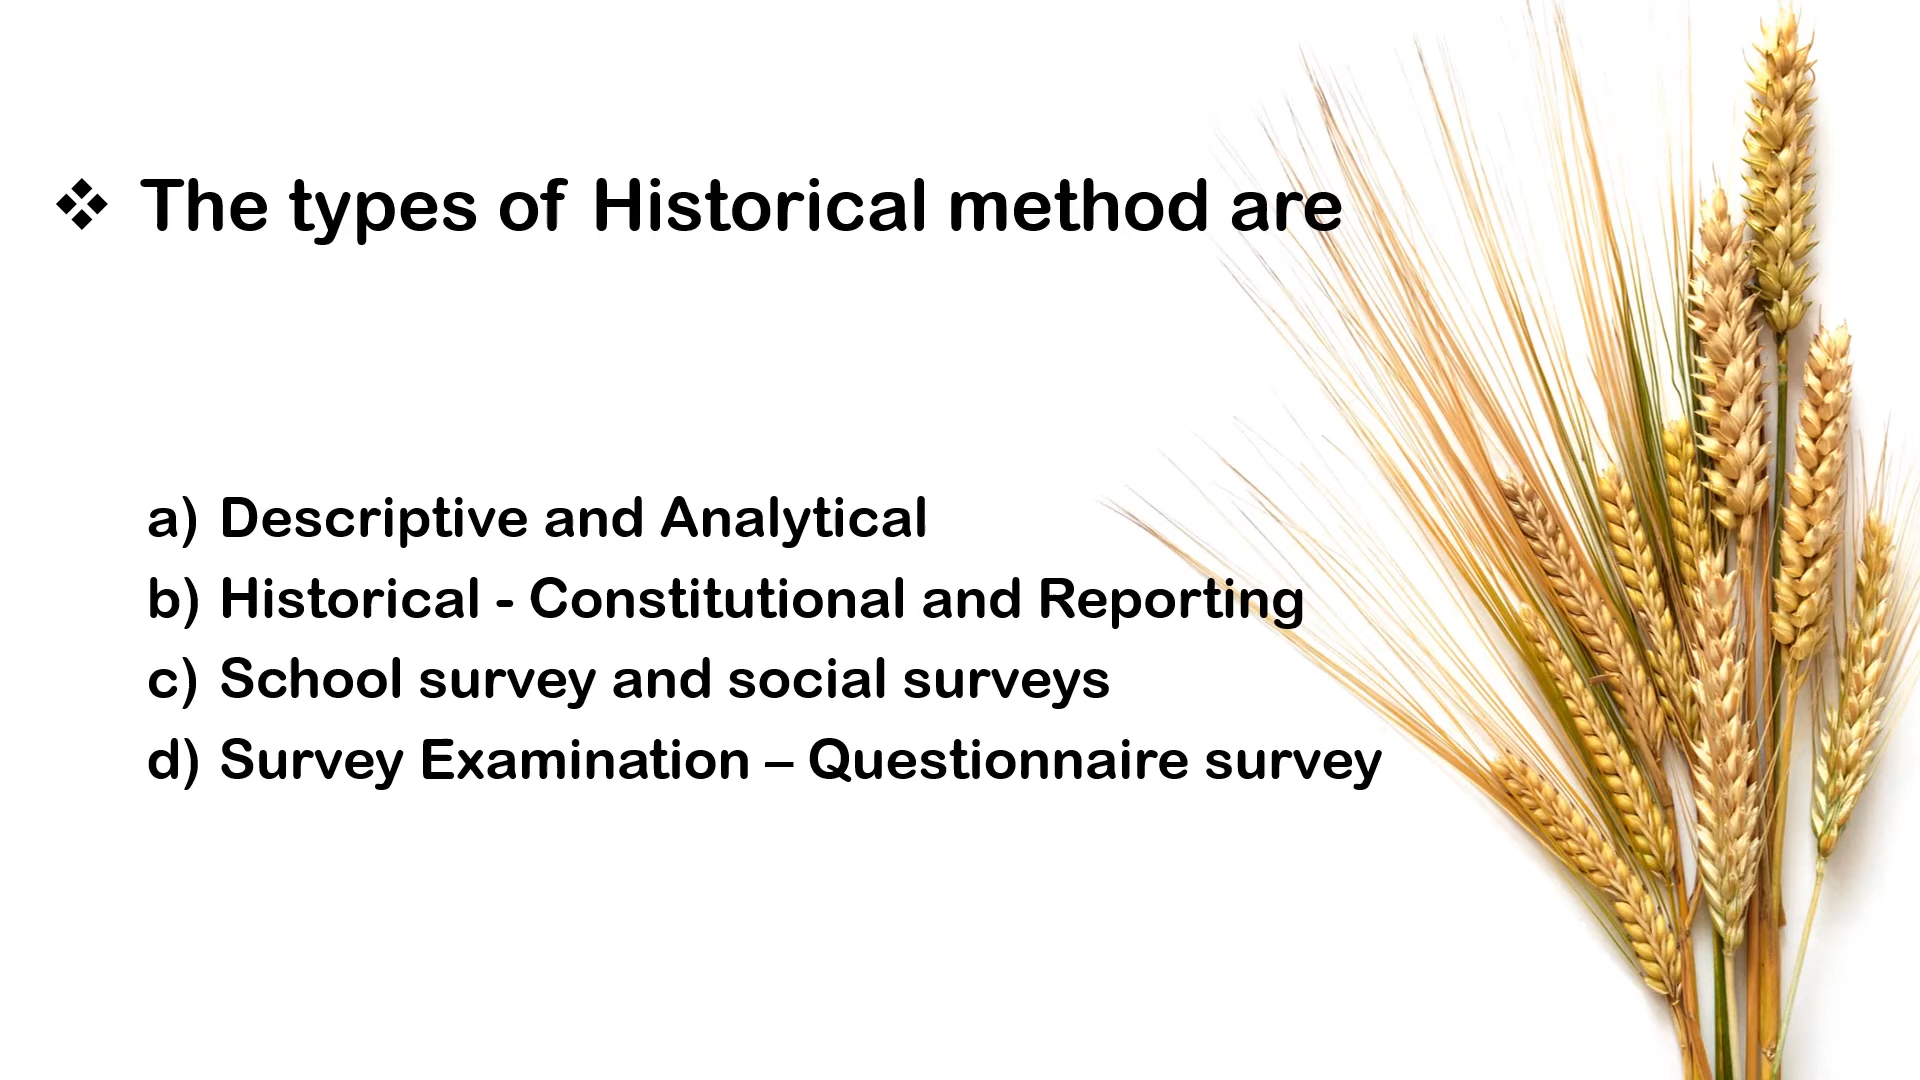 ❖ The types of Historical method are
a) Descriptive and Analytical
b) Historical - Constitutional and Reporting
c) School survey and social surveys
d) Survey Examination – Questionnaire survey